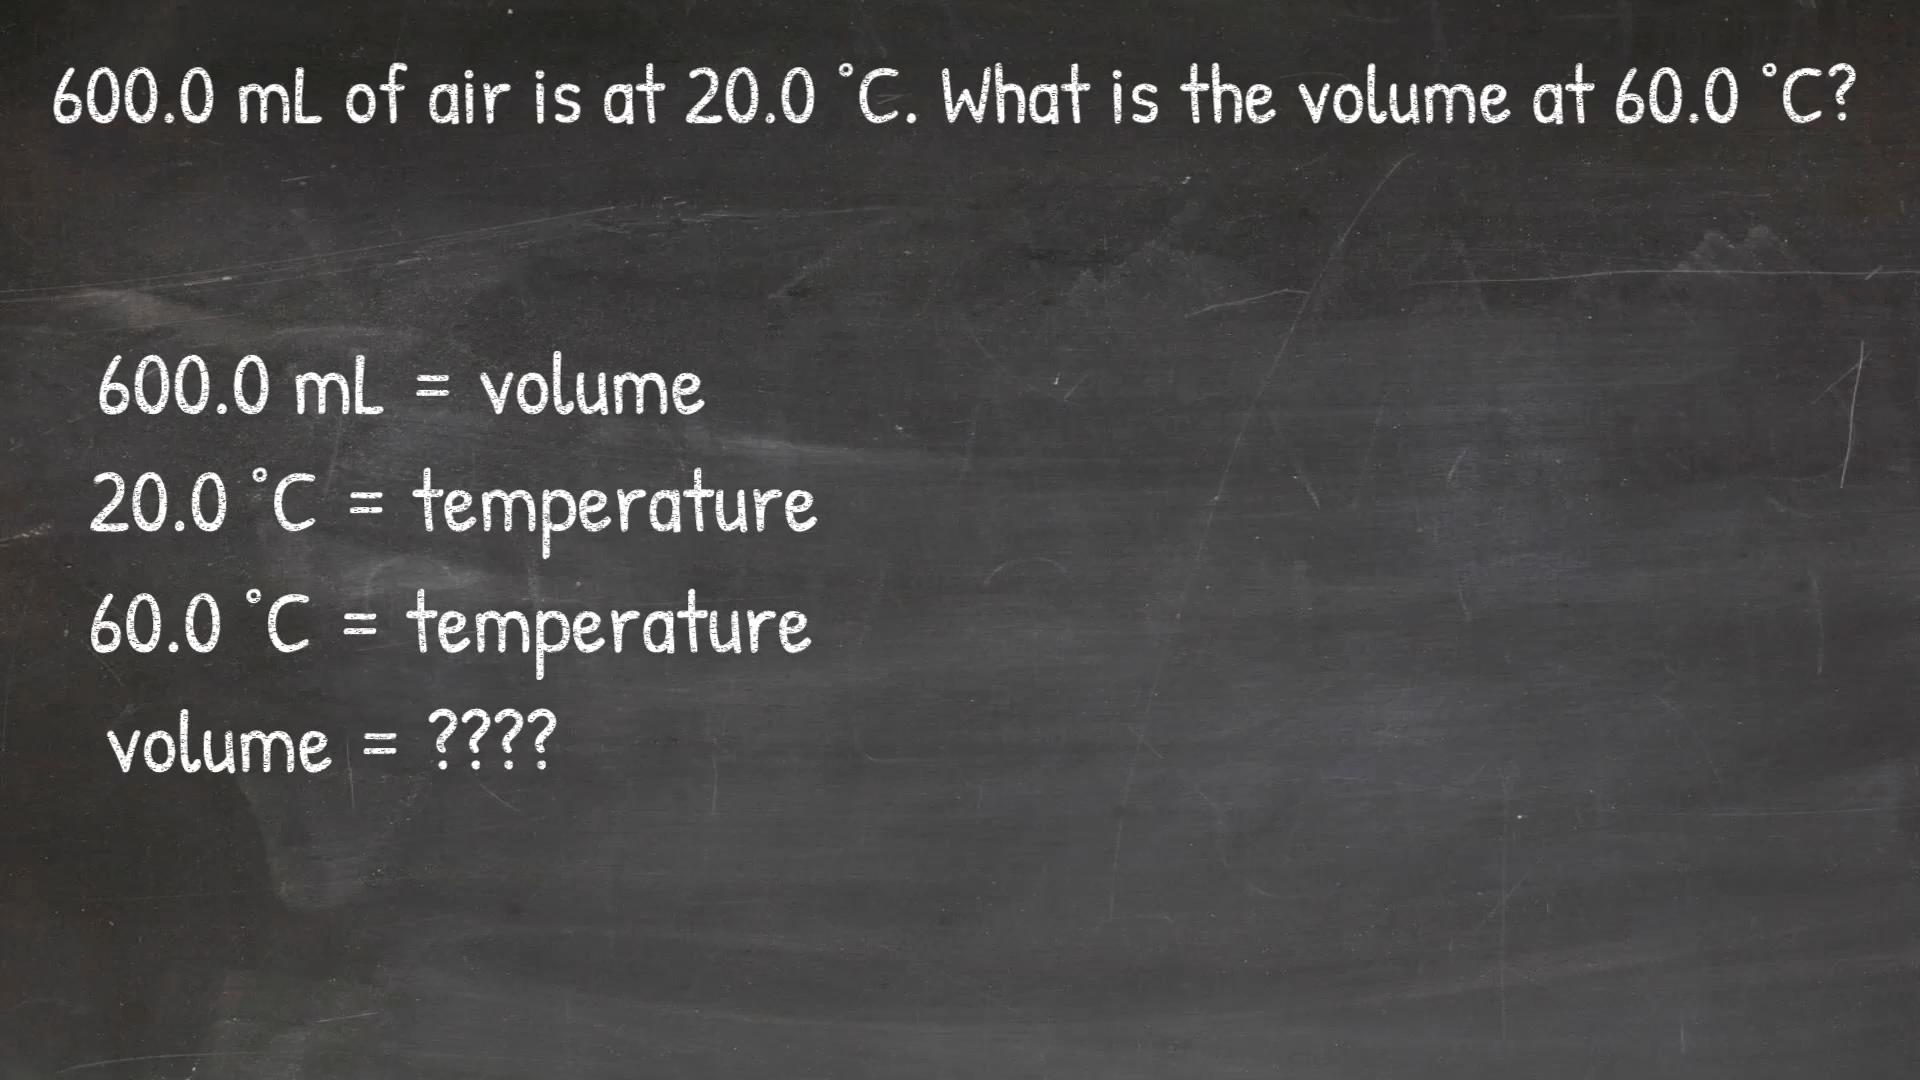 600.0 mL of air is at 20.0 °C. What is the volume at 60.0 °C?
600.0 mL = volume
20.0 °C = temperature
60.0 °C = temperature
volume = ????